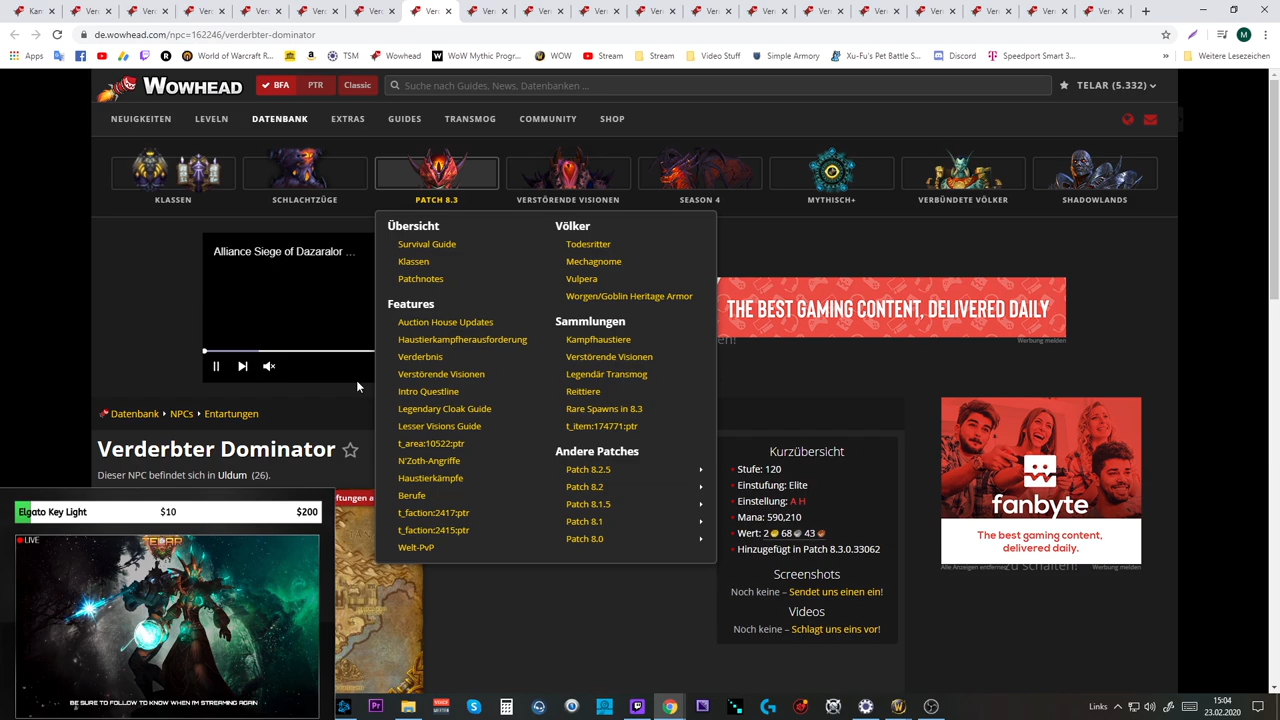 de.wowhead.com/npc=162246/verderbter-dominator
M
Apps
World of Warcraft R...
TSM
Wowhead
WoW Mythic Progr...
WOW
Stream
Stream
Video Stuff
Simple Armory
Xu-Fu's Pet Battle S...
Discord
Speedport Smart 3...
Weitere Lesezeichen
WOWHEAD
BFA
PTR
Classic
Suche nach Guides, News, Datenbanken ...
TELAR (5.332)
NEUIGKEITEN
LEVELN
DATENBANK
EXTRAS
GUIDES
TRANSMOG
COMMUNITY
SHOP
KLASSEN
SCHLACHTZÜGE
PATCH 8.3
VERSTÖRENDE VISIONEN
SEASON 4
MYTHISCH+
VERBÜNDETE VÖLKER
SHADOWLANDS
Alliance Siege of Dazaralor ...
Übersicht
Survival Guide
Klassen
Patchnotes
Features
Auction House Updates
Haustierkampfherausforderung
Verderbnis
Verstörende Visionen
Intro Questline
Legendary Cloak Guide
Lesser Visions Guide
t_area:10522:ptr
N'Zoth-Angriffe
Haustierkämpfe
Berufe
t_faction:2417:ptr
t_faction:2415:ptr
Welt-PvP
Völker
Todesritter
Mechagnome
Vulpera
Worgen/Goblin Heritage Armor
Sammlungen
Kampfhaustiere
Verstörende Visionen
Legendär Transmog
Reittiere
Rare Spawns in 8.3
t_item:174771:ptr
Andere Patches
Patch 8.2.5
Patch 8.2
Patch 8.1.5
Patch 8.1
Patch 8.0
THE BEST GAMING CONTENT, DELIVERED DAILY
Werbung melden
Datenbank
NPCs
Entartungen
Verderbter Dominator
Dieser NPC befindet sich in Uldum (26).
Kurzübersicht
Stufe: 120
Einstufung: Elite
Einstellung: A H
Mana: 590,210
Wert: 2 68 43
Hinzugefügt in Patch 8.3.0.33062
Screenshots
Noch keine – Sendet uns einen ein!
Videos
Noch keine – Schlagt uns eins vor!
fanbyte
The best gaming content,
delivered daily.
Alle Anzeigen entfernen
zu schalten!
Werbung melden
Elgato Key Light
$10
$200
LIVE
TELAR
BE SURE TO FOLLOW TO KNOW WHEN I'M STREAMING AGAIN
Links
15:04
23.02.2020